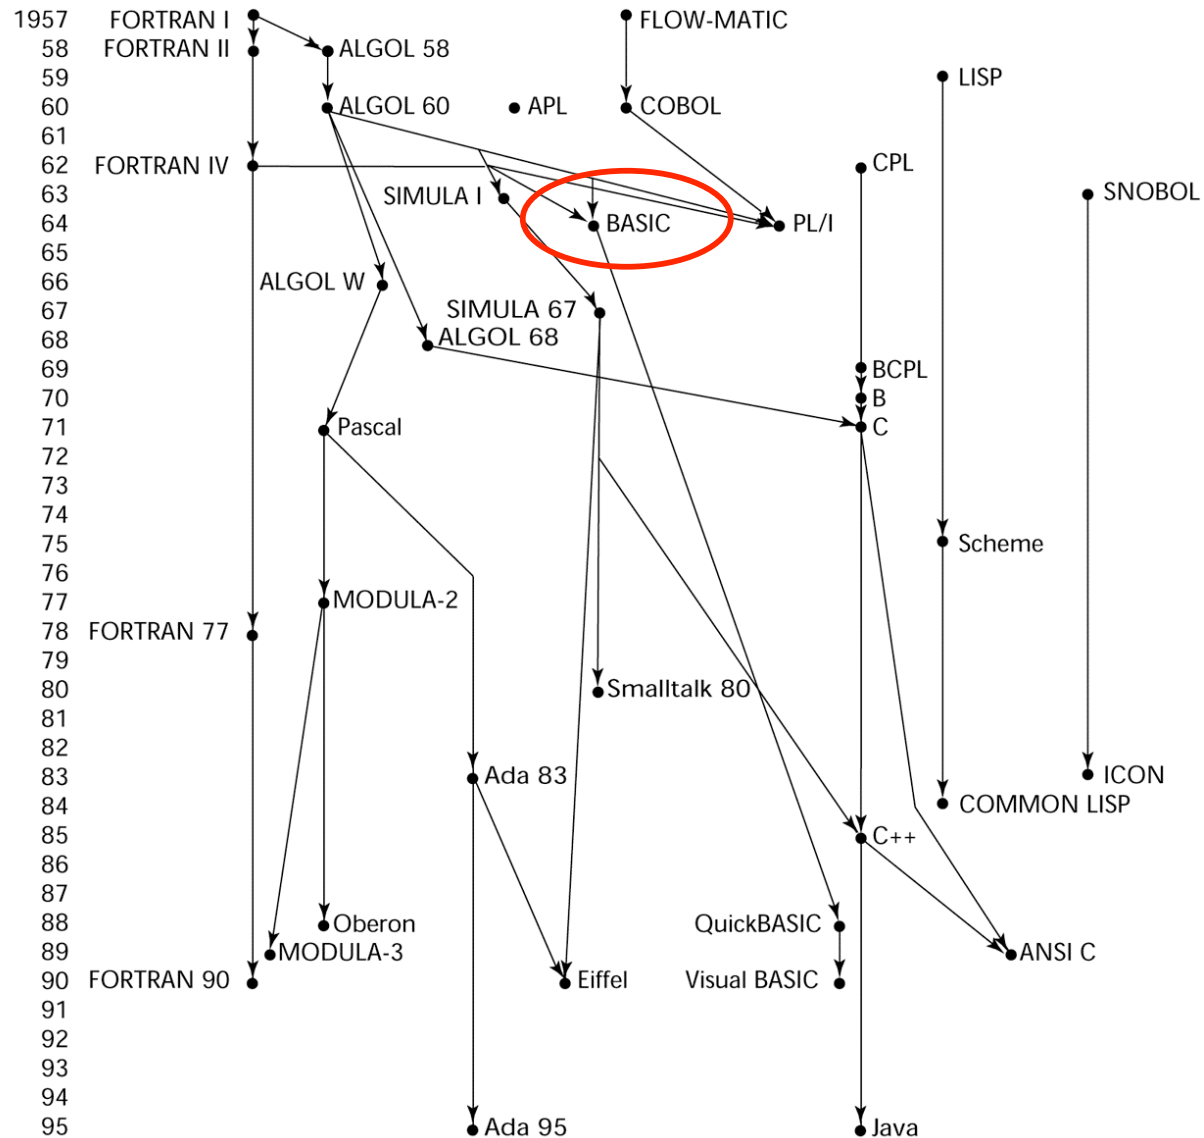 1957 FORTRAN I FLOW-MATIC
58 FORTRAN II ALGOL 58
59 LISP
60 ALGOL 60 APL COBOL
61
62 FORTRAN IV CPL
63 SIMULA I SNOBOL
64 BASIC PL/I
65
66 ALGOL W
67 SIMULA 67
68 ALGOL 68
69 BCPL
70 B
71 Pascal C
72
73
74
75 Scheme
76
77 MODULA-2
78 FORTRAN 77
79
80 Smalltalk 80
81
82
83 Ada 83 ICON
84 COMMON LISP
85 C++
86
87
88 Oberon QuickBASIC
89 MODULA-3 ANSI C
90 FORTRAN 90 Eiffel Visual BASIC
91
92
93
94
95 Ada 95 Java